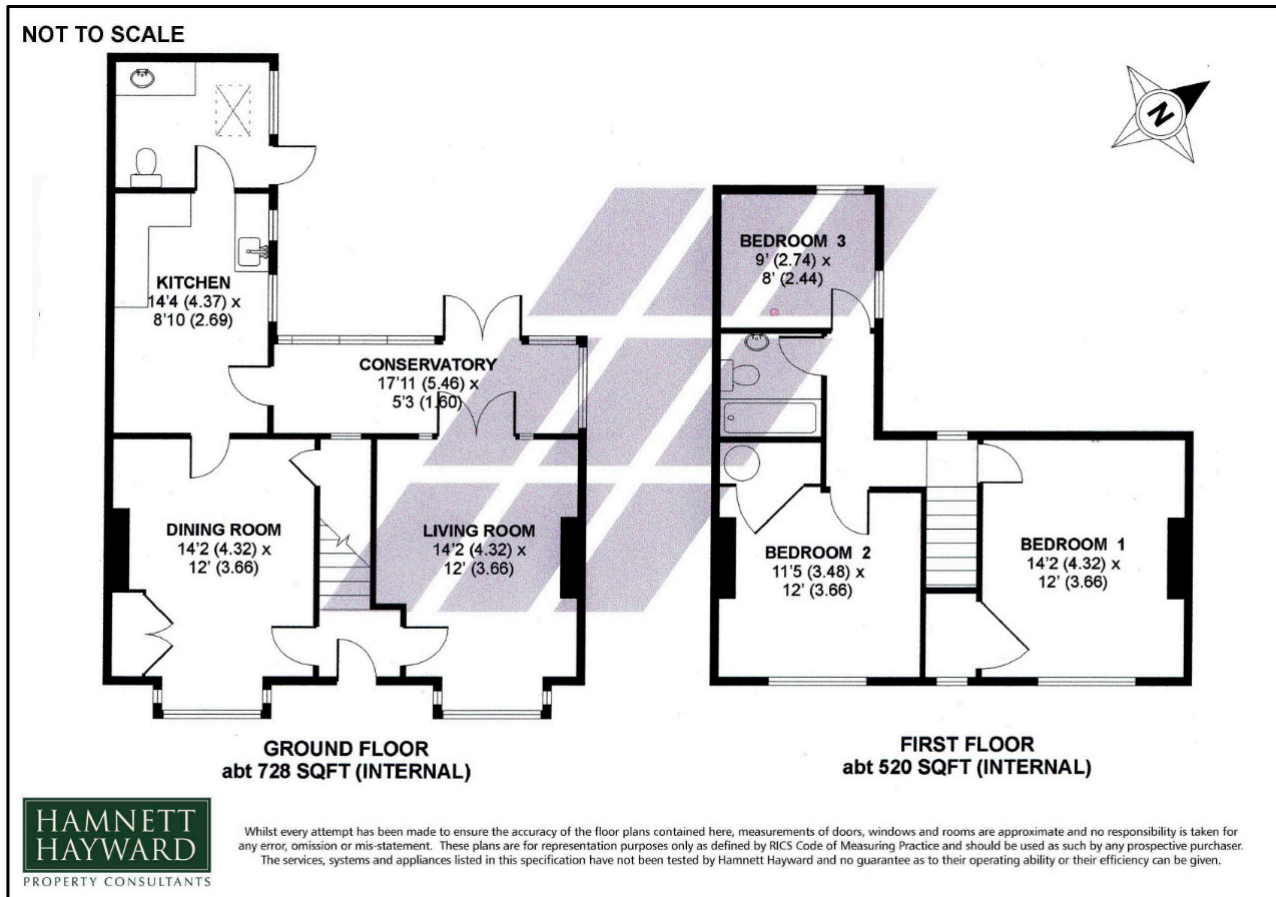 NOT TO SCALE
N
KITCHEN
14'4 (4.37) x
8'10 (2.69)
CONSERVATORY
17'11 (5.46) x
5'3 (1.60)
DINING ROOM
14'2 (4.32) x
12' (3.66)
LIVING ROOM
14'2 (4.32) x
12' (3.66)
GROUND FLOOR
abt 728 SQFT (INTERNAL)
BEDROOM 3
9' (2.74) x
8' (2.44)
BEDROOM 2
11'5 (3.48) x
12' (3.66)
BEDROOM 1
14'2 (4.32) x
12' (3.66)
FIRST FLOOR
abt 520 SQFT (INTERNAL)
HAMNETT
HAYWARD
PROPERTY CONSULTANTS
Whilst every attempt has been made to ensure the accuracy of the floor plans contained here, measurements of doors, windows and rooms are approximate and no responsibility is taken for
any error, omission or mis-statement. These plans are for representation purposes only as defined by RICS Code of Measuring Practice and should be used as such by any prospective purchaser.
The services, systems and appliances listed in this specification have not been tested by Hamnett Hayward and no guarantee as to their operating ability or their efficiency can be given.